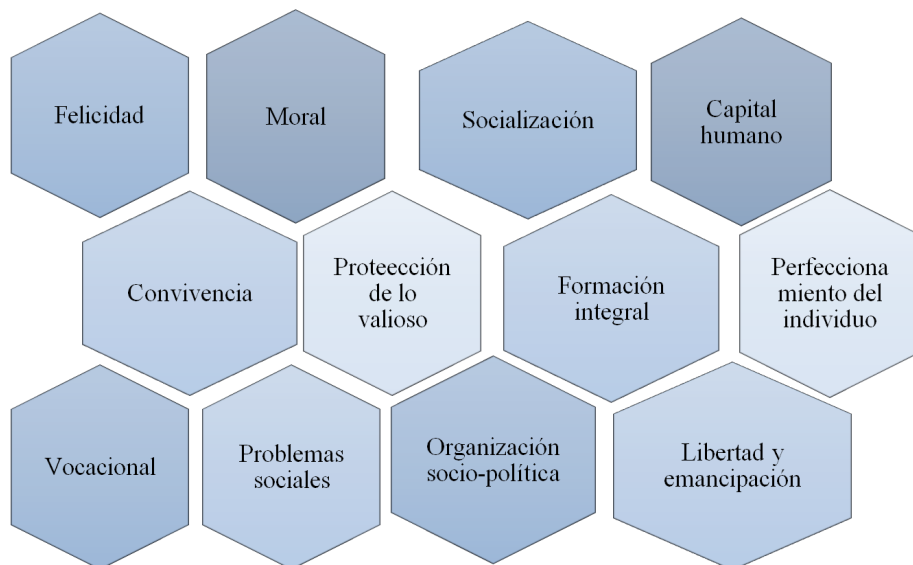 Felicidad
Moral
Socialización
Capital
humano
Convivencia
Proteección
de lo
valioso
Formación
integral
Perfecciona
miento del
individuo
Vocacional
Problemas
sociales
Organización
socio-política
Libertad y
emancipación